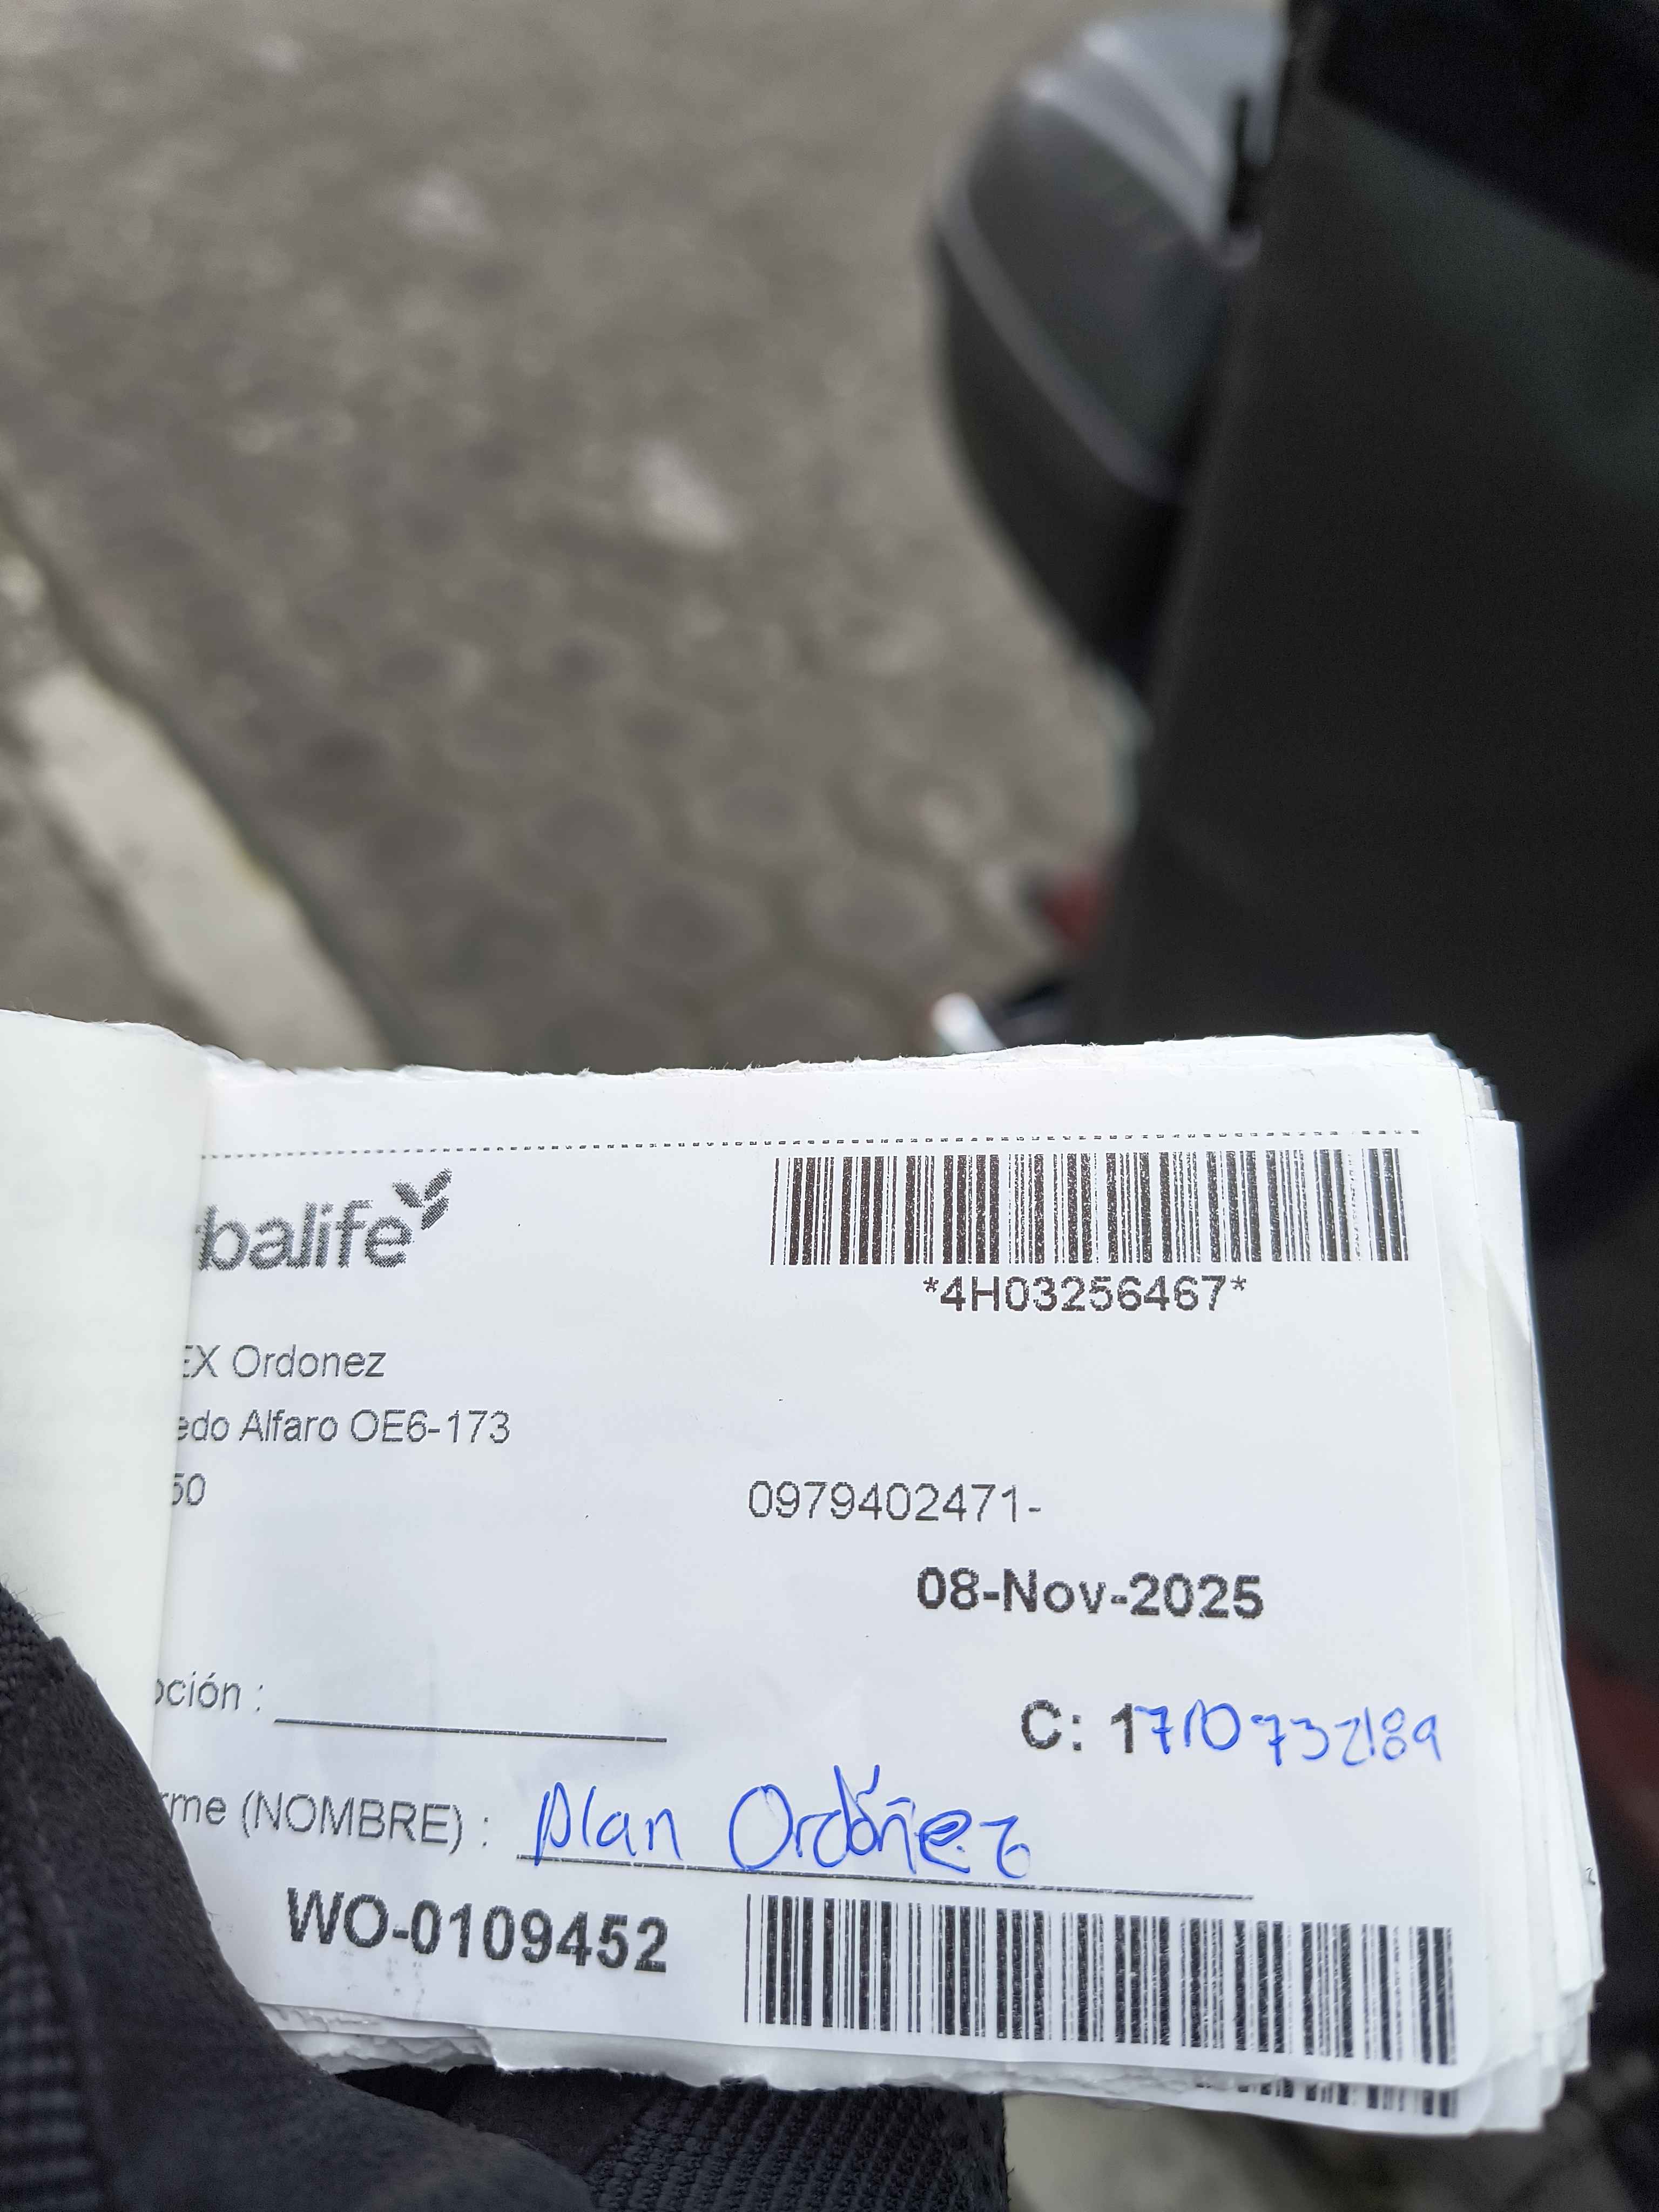 rbalife
*4H03256467*
EX Ordonez
edo Alfaro OE6-173
50
0979402471-
08-Nov-2025
pción :
C: 1710732189
rme (NOMBRE) : Alan Ordóñez
WO-0109452